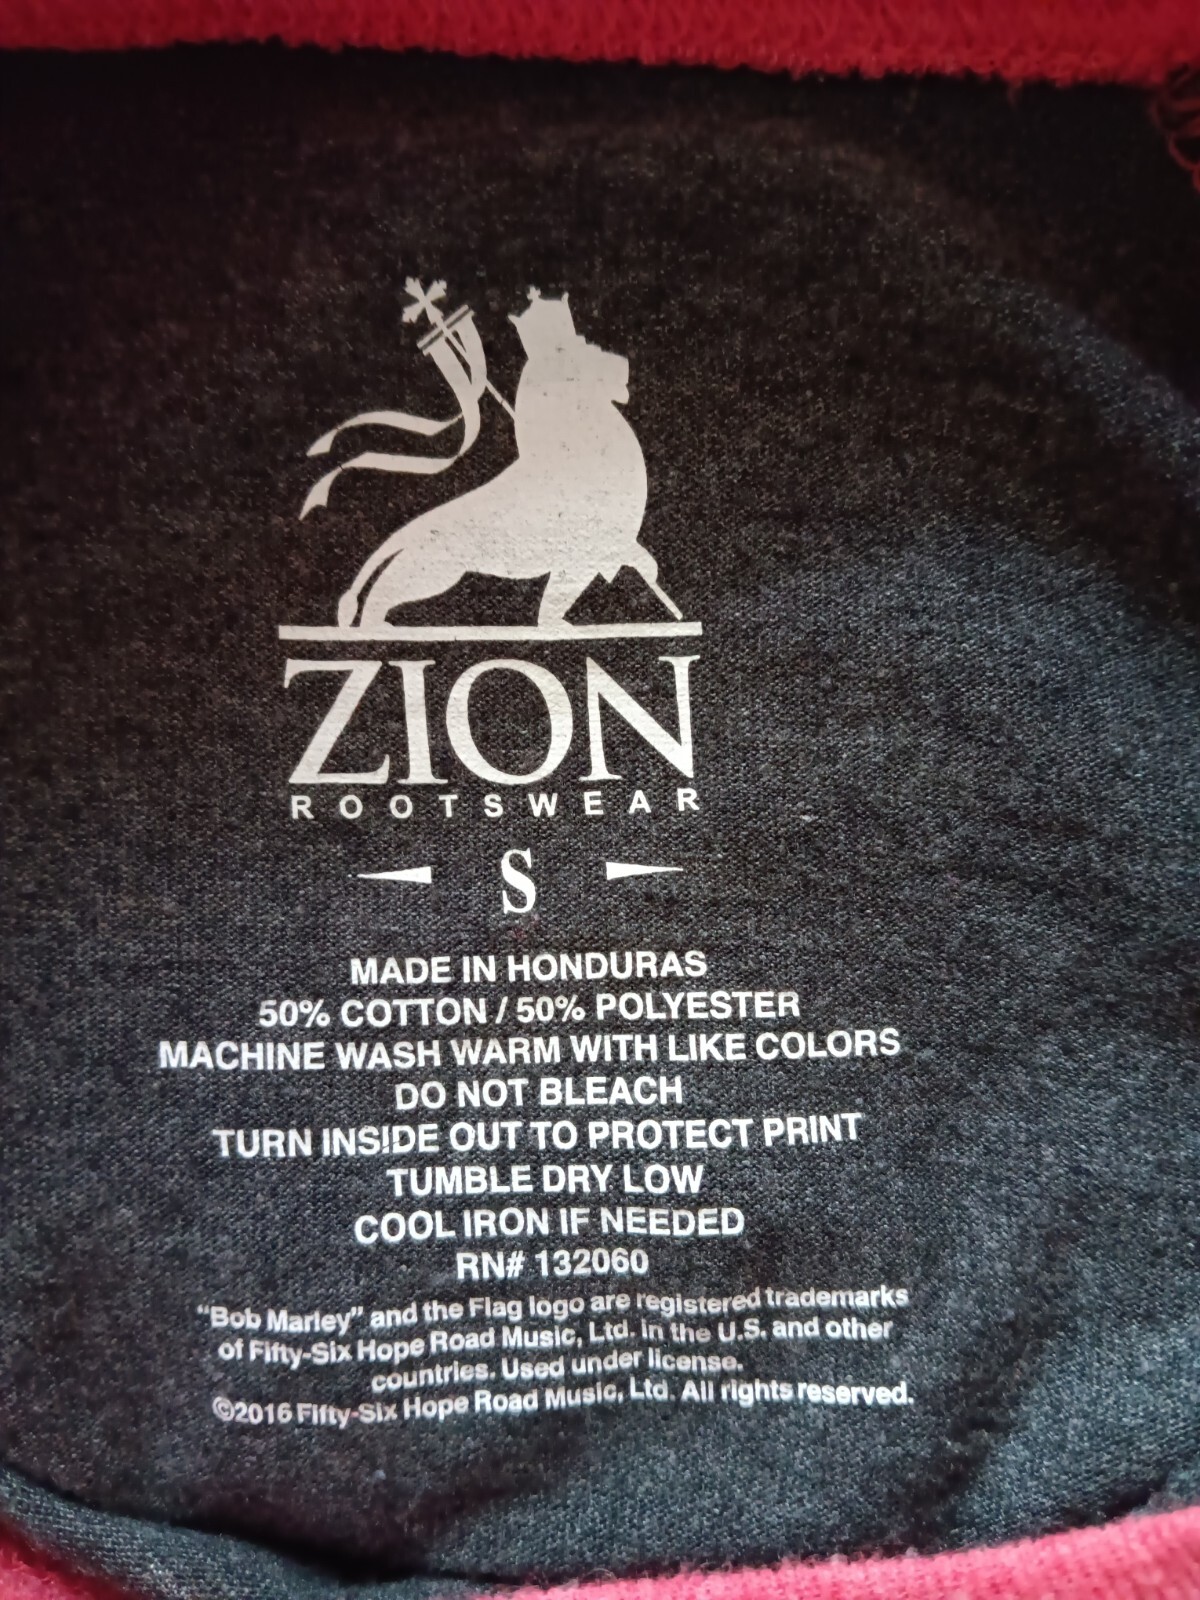 ZION
ROOTSWEAR
S
MADE IN HONDURAS
50% COTTON / 50% POLYESTER
MACHINE WASH WARM WITH LIKE COLORS
DO NOT BLEACH
TURN INSIDE OUT TO PROTECT PRINT
TUMBLE DRY LOW
COOL IRON IF NEEDED
RN# 132060
“Bob Marley” and the Flag logo are registered trademarks
of Fifty-Six Hope Road Music, Ltd. in the U.S. and other
countries. Used under license.
©2016 Fifty-Six Hope Road Music, Ltd. All rights reserved.